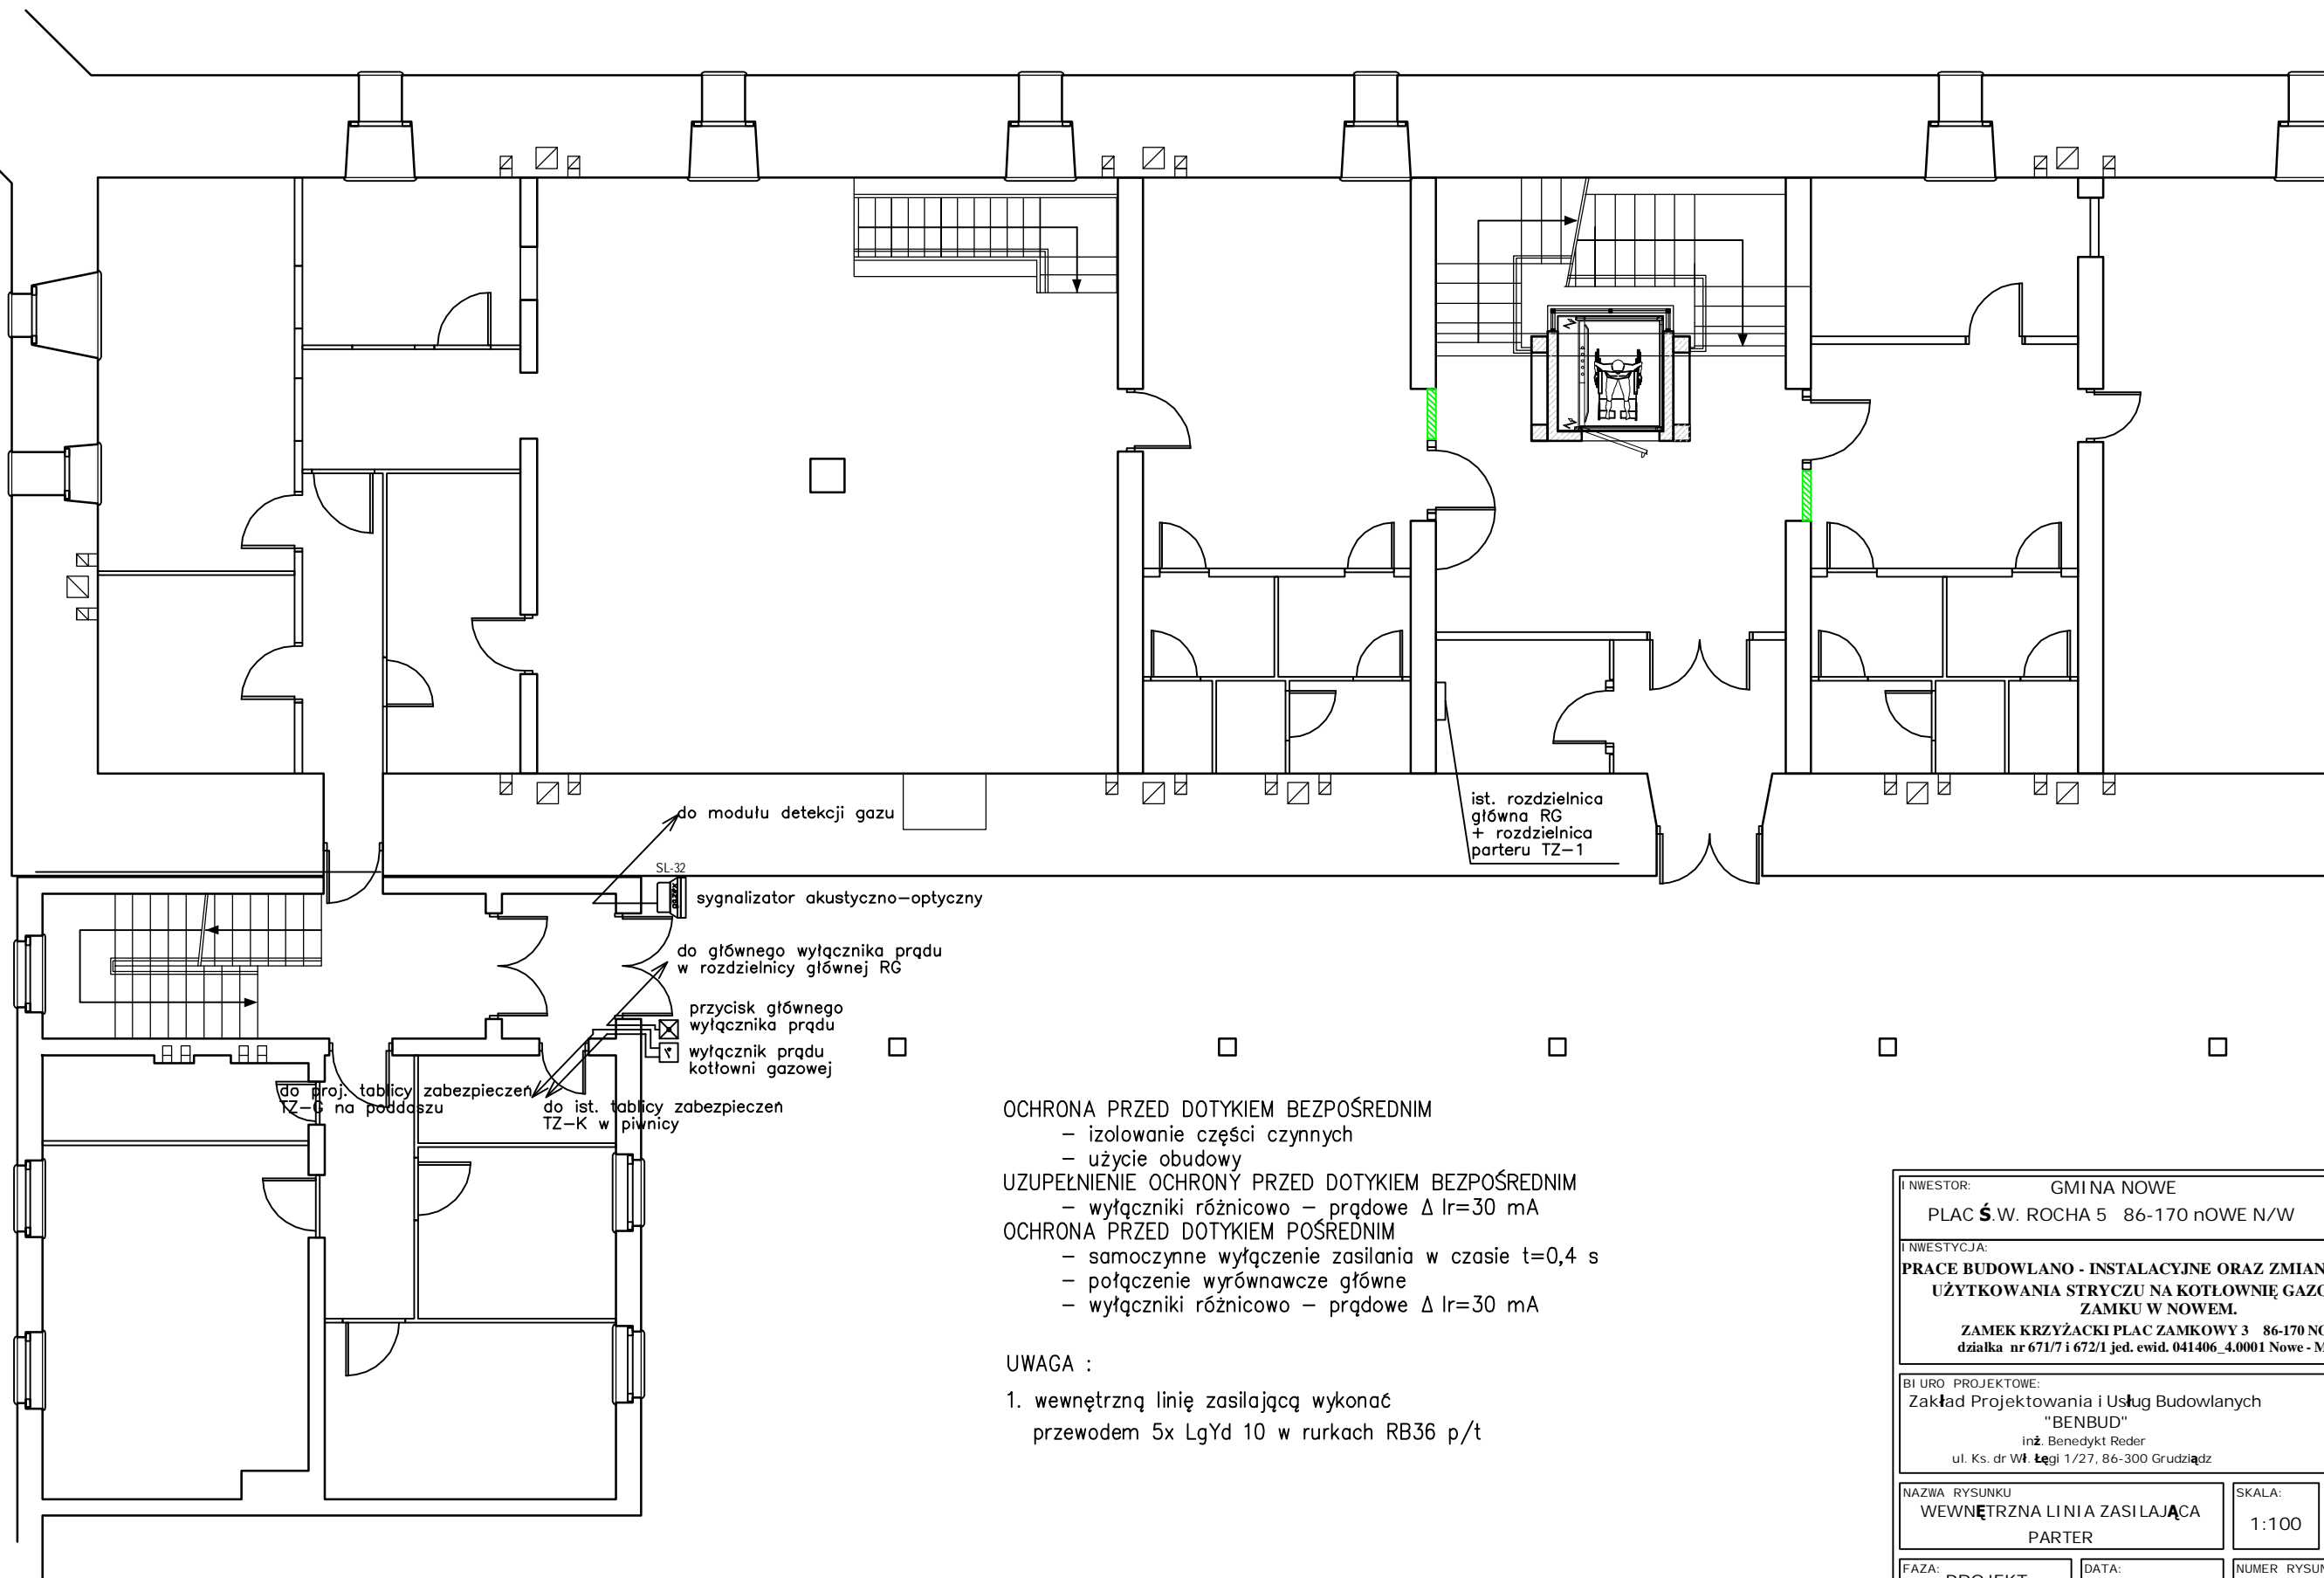 do modułu detekcji gazu
ist. rozdzielnica
główna RG
+ rozdzielnica
parteru TZ-1
SL-32
sygnalizator akustyczno-optyczny
do głównego wyłącznika prądu
w rozdzielnicy głównej RG
przycisk głównego
wyłącznika prądu
wyłącznik prądu
kotłowni gazowej
do proj. tablicy zabezpieczeń
TZ-G na poddaszu
do ist. tablicy zabezpieczeń
TZ-K w piwnicy
OCHRONA PRZED DOTYKIEM BEZPOŚREDNIM
- izolowanie części czynnych
- użycie obudowy
UZUPEŁNIENIE OCHRONY PRZED DOTYKIEM BEZPOŚREDNIM
- wyłączniki różnicowo - prądowe Δ Ir=30 mA
OCHRONA PRZED DOTYKIEM POŚREDNIM
- samoczynne wyłączenie zasilania w czasie t=0,4 s
- połączenie wyrównawcze główne
- wyłączniki różnicowo - prądowe Δ Ir=30 mA
UWAGA :
1. wewnętrzną linię zasilającą wykonać
przewodem 5x LgYd 10 w rurkach RB36 p/t
INWESTOR:
GMINA NOWE
PLAC Ś.W. ROCHA 5 86-170 nOWE N/W
INWESTYCJA:
PRACE BUDOWLANO - INSTALACYJNE ORAZ ZMIAN
UŻYTKOWANIA STRYCZU NA KOTŁOWNIĘ GAZO
ZAMKU W NOWEM.
ZAMEK KRZYŻACKI PLAC ZAMKOWY 3 86-170 NO
działka nr 671/7 i 672/1 jed. ewid. 041406_4.0001 Nowe - M
BIURO PROJEKTOWE:
Zakład Projektowania i Usług Budowlanych
"BENBUD"
inż. Benedykt Reder
ul. Ks. dr Wł. Łęgi 1/27, 86-300 Grudziądz
NAZWA RYSUNKU
WEWNĘTRZNA LINIA ZASILAJĄCA
PARTER
SKALA:
1:100
FAZA:
PROJEKT
DATA:
NUMER RYSUN